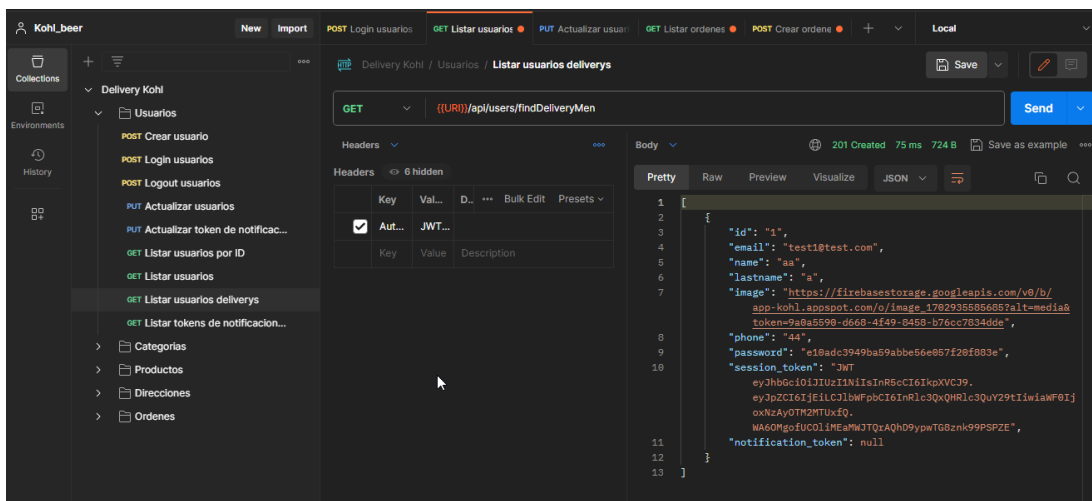 Kohl_beer
New Import
POST Login usuarios
GET Listar usuarios
PUT Actualizar usuari
GET Listar ordenes
POST Crear ordene
Local
Collections
Environments
History
Delivery Kohl
Usuarios
POST Crear usuario
POST Login usuarios
POST Logout usuarios
PUT Actualizar usuarios
PUT Actualizar token de notificac...
GET Listar usuarios por ID
GET Listar usuarios
GET Listar usuarios deliverys
GET Listar tokens de notificacion...
Categorias
Productos
Direcciones
Ordenes
HTTP Delivery Kohl / Usuarios / Listar usuarios deliverys
Save
GET {{URI}}/api/users/findDeliveryMen
Send
Headers
Headers 6 hidden
Key Val... D.. Bulk Edit Presets
Aut... JWT...
Key Value Description
Body 201 Created 75 ms 724 B Save as example
Pretty Raw Preview Visualize JSON
1 [
2 {
3 "id": "1",
4 "email": "test1@test.com",
5 "name": "aa",
6 "lastname": "a",
7 "image": "https://firebasestorage.googleapis.com/v0/b/
app-kohl.appspot.com/o/image_1702935585685?alt=media&
token=9a0a5590-d668-4f49-8458-b76cc7834dde",
8 "phone": "44",
9 "password": "e10adc3949ba59abbe56e057f20f883e",
10 "session_token": "JWT
eyJhbGciOiJIUzI1NiIsInR5cCI6IkpXVCJ9.
eyJpZCI6IjEiLCJlbWFpbCI6InRlc3QxQHRlc3QuY29tIiwiaWF0Ij
oxNzAyOTM2MTUxfQ.
WA6OMgofUCOliMEaMWJTQrAQhD9ypwTG8znk99PSPZE",
11 "notification_token": null
12 }
13 ]